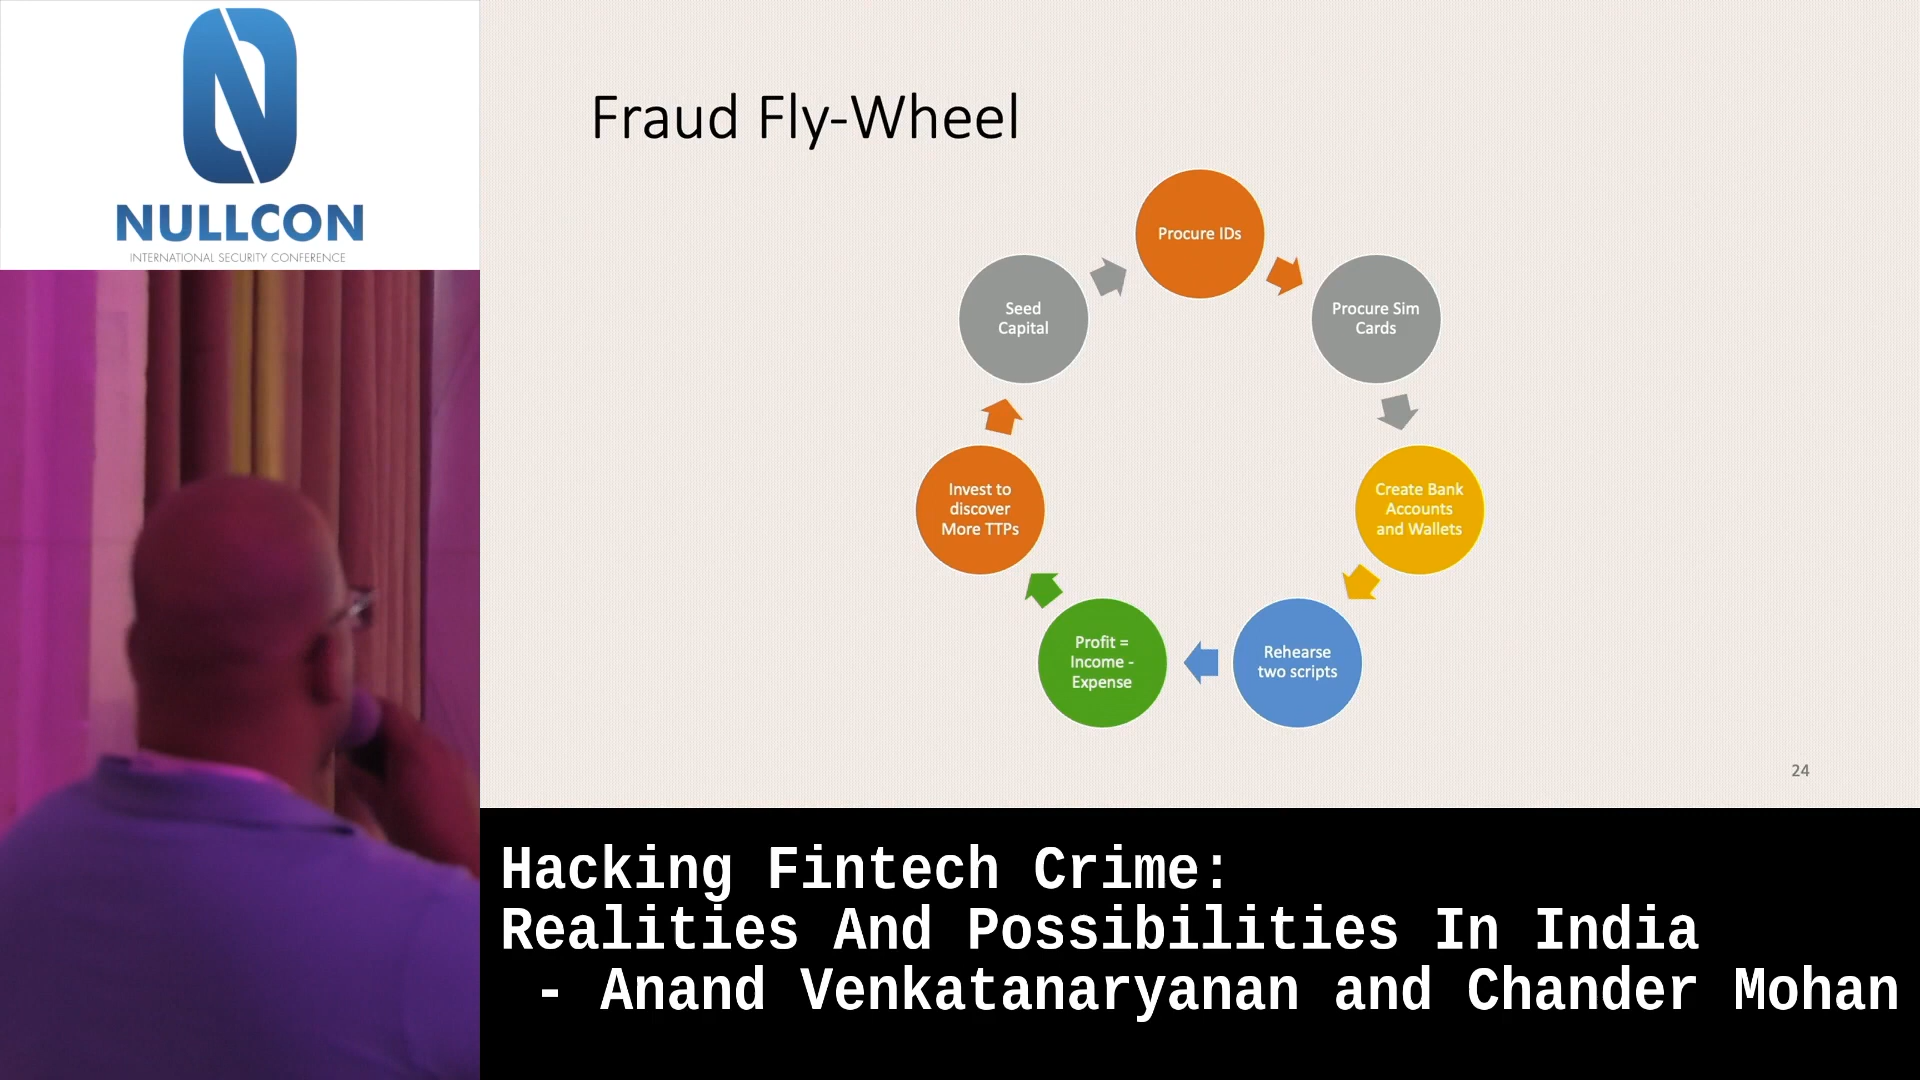 NULLCON
INTERNATIONAL SECURITY CONFERENCE
Fraud Fly-Wheel
Procure IDs
Procure Sim
Cards
Create Bank
Accounts
and Wallets
Rehearse
two scripts
Profit =
Income -
Expense
Invest to
discover
More TTPs
Seed
Capital
24
Hacking Fintech Crime:
Realities And Possibilities In India
- Anand Venkatanaryanan and Chander Mohan